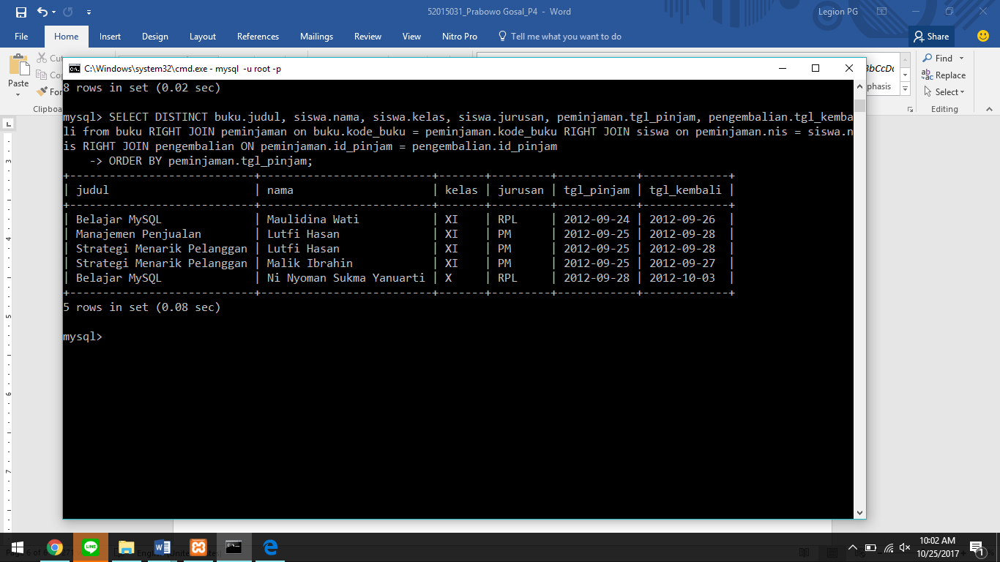 52015031_Prabowo Gosal_P4 - Word
Legion PG
File Home Insert Design Layout References Mailings Review View Nitro Pro Tell me what you want to do Share
Paste
Clipboa
Find
Replace
Select
Editing
C:\Windows\system32\cmd.exe - mysql -u root -p
8 rows in set (0.02 sec)
mysql> SELECT DISTINCT buku.judul, siswa.nama, siswa.kelas, siswa.jurusan, peminjaman.tgl_pinjam, pengembalian.tgl_kemba
li from buku RIGHT JOIN peminjaman on buku.kode_buku = peminjaman.kode_buku RIGHT JOIN siswa on peminjaman.nis = siswa.n
is RIGHT JOIN pengembalian ON peminjaman.id_pinjam = pengembalian.id_pinjam
    -> ORDER BY peminjaman.tgl_pinjam;
+----------------------------+--------------------------+-------+---------+------------+-------------+
| judul                      | nama                     | kelas | jurusan | tgl_pinjam | tgl_kembali |
+----------------------------+--------------------------+-------+---------+------------+-------------+
| Belajar MySQL              | Maulidina Wati           | XI    | RPL     | 2012-09-24 | 2012-09-26  |
| Manajemen Penjualan        | Lutfi Hasan              | XI    | PM      | 2012-09-25 | 2012-09-28  |
| Strategi Menarik Pelanggan | Lutfi Hasan              | XI    | PM      | 2012-09-25 | 2012-09-28  |
| Strategi Menarik Pelanggan | Malik Ibrahin            | XI    | PM      | 2012-09-25 | 2012-09-27  |
| Belajar MySQL              | Ni Nyoman Sukma Yanuarti | X     | RPL     | 2012-09-28 | 2012-10-03  |
+----------------------------+--------------------------+-------+---------+------------+-------------+
5 rows in set (0.08 sec)
mysql>
10:02 AM
10/25/2017